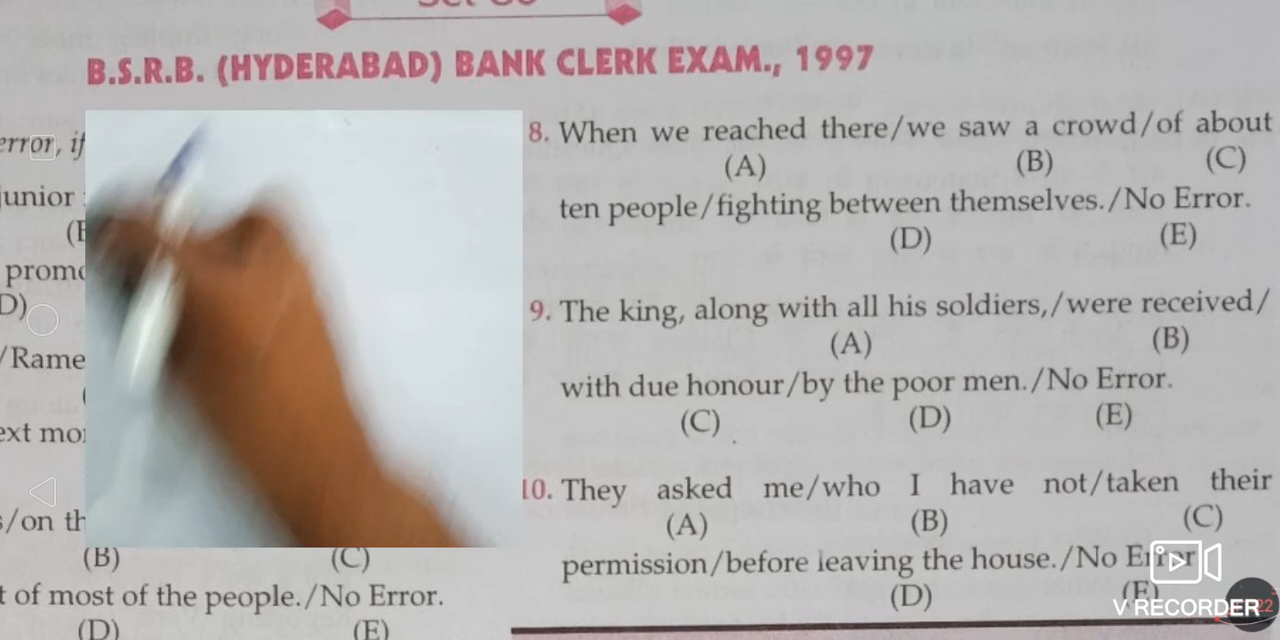 B.S.R.B. (HYDERABAD) BANK CLERK EXAM., 1997
error, if
junior
promo
D)
/Rame
ext mo
s/on th
(B) (C)
t of most of the people./No Error.
(D) (E)
8. When we reached there/we saw a crowd/of about
(A) (B) (C)
ten people/fighting between themselves./No Error.
(D) (E)
9. The king, along with all his soldiers,/were received/
(A) (B)
with due honour/by the poor men./No Error.
(C) (D) (E)
10. They asked me/who I have not/taken their
(A) (B) (C)
permission/before leaving the house./No Error
(D) (E)
V RECORDER